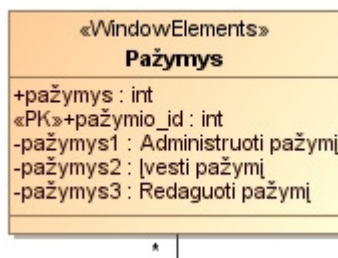 «WindowElements»
Pažymys
+pažymys : int
«PK»+pažymio_id : int
-pažymys1 : Administruoti pažymį
-pažymys2 : Įvesti pažymį
-pažymys3 : Redaguoti pažymį
*